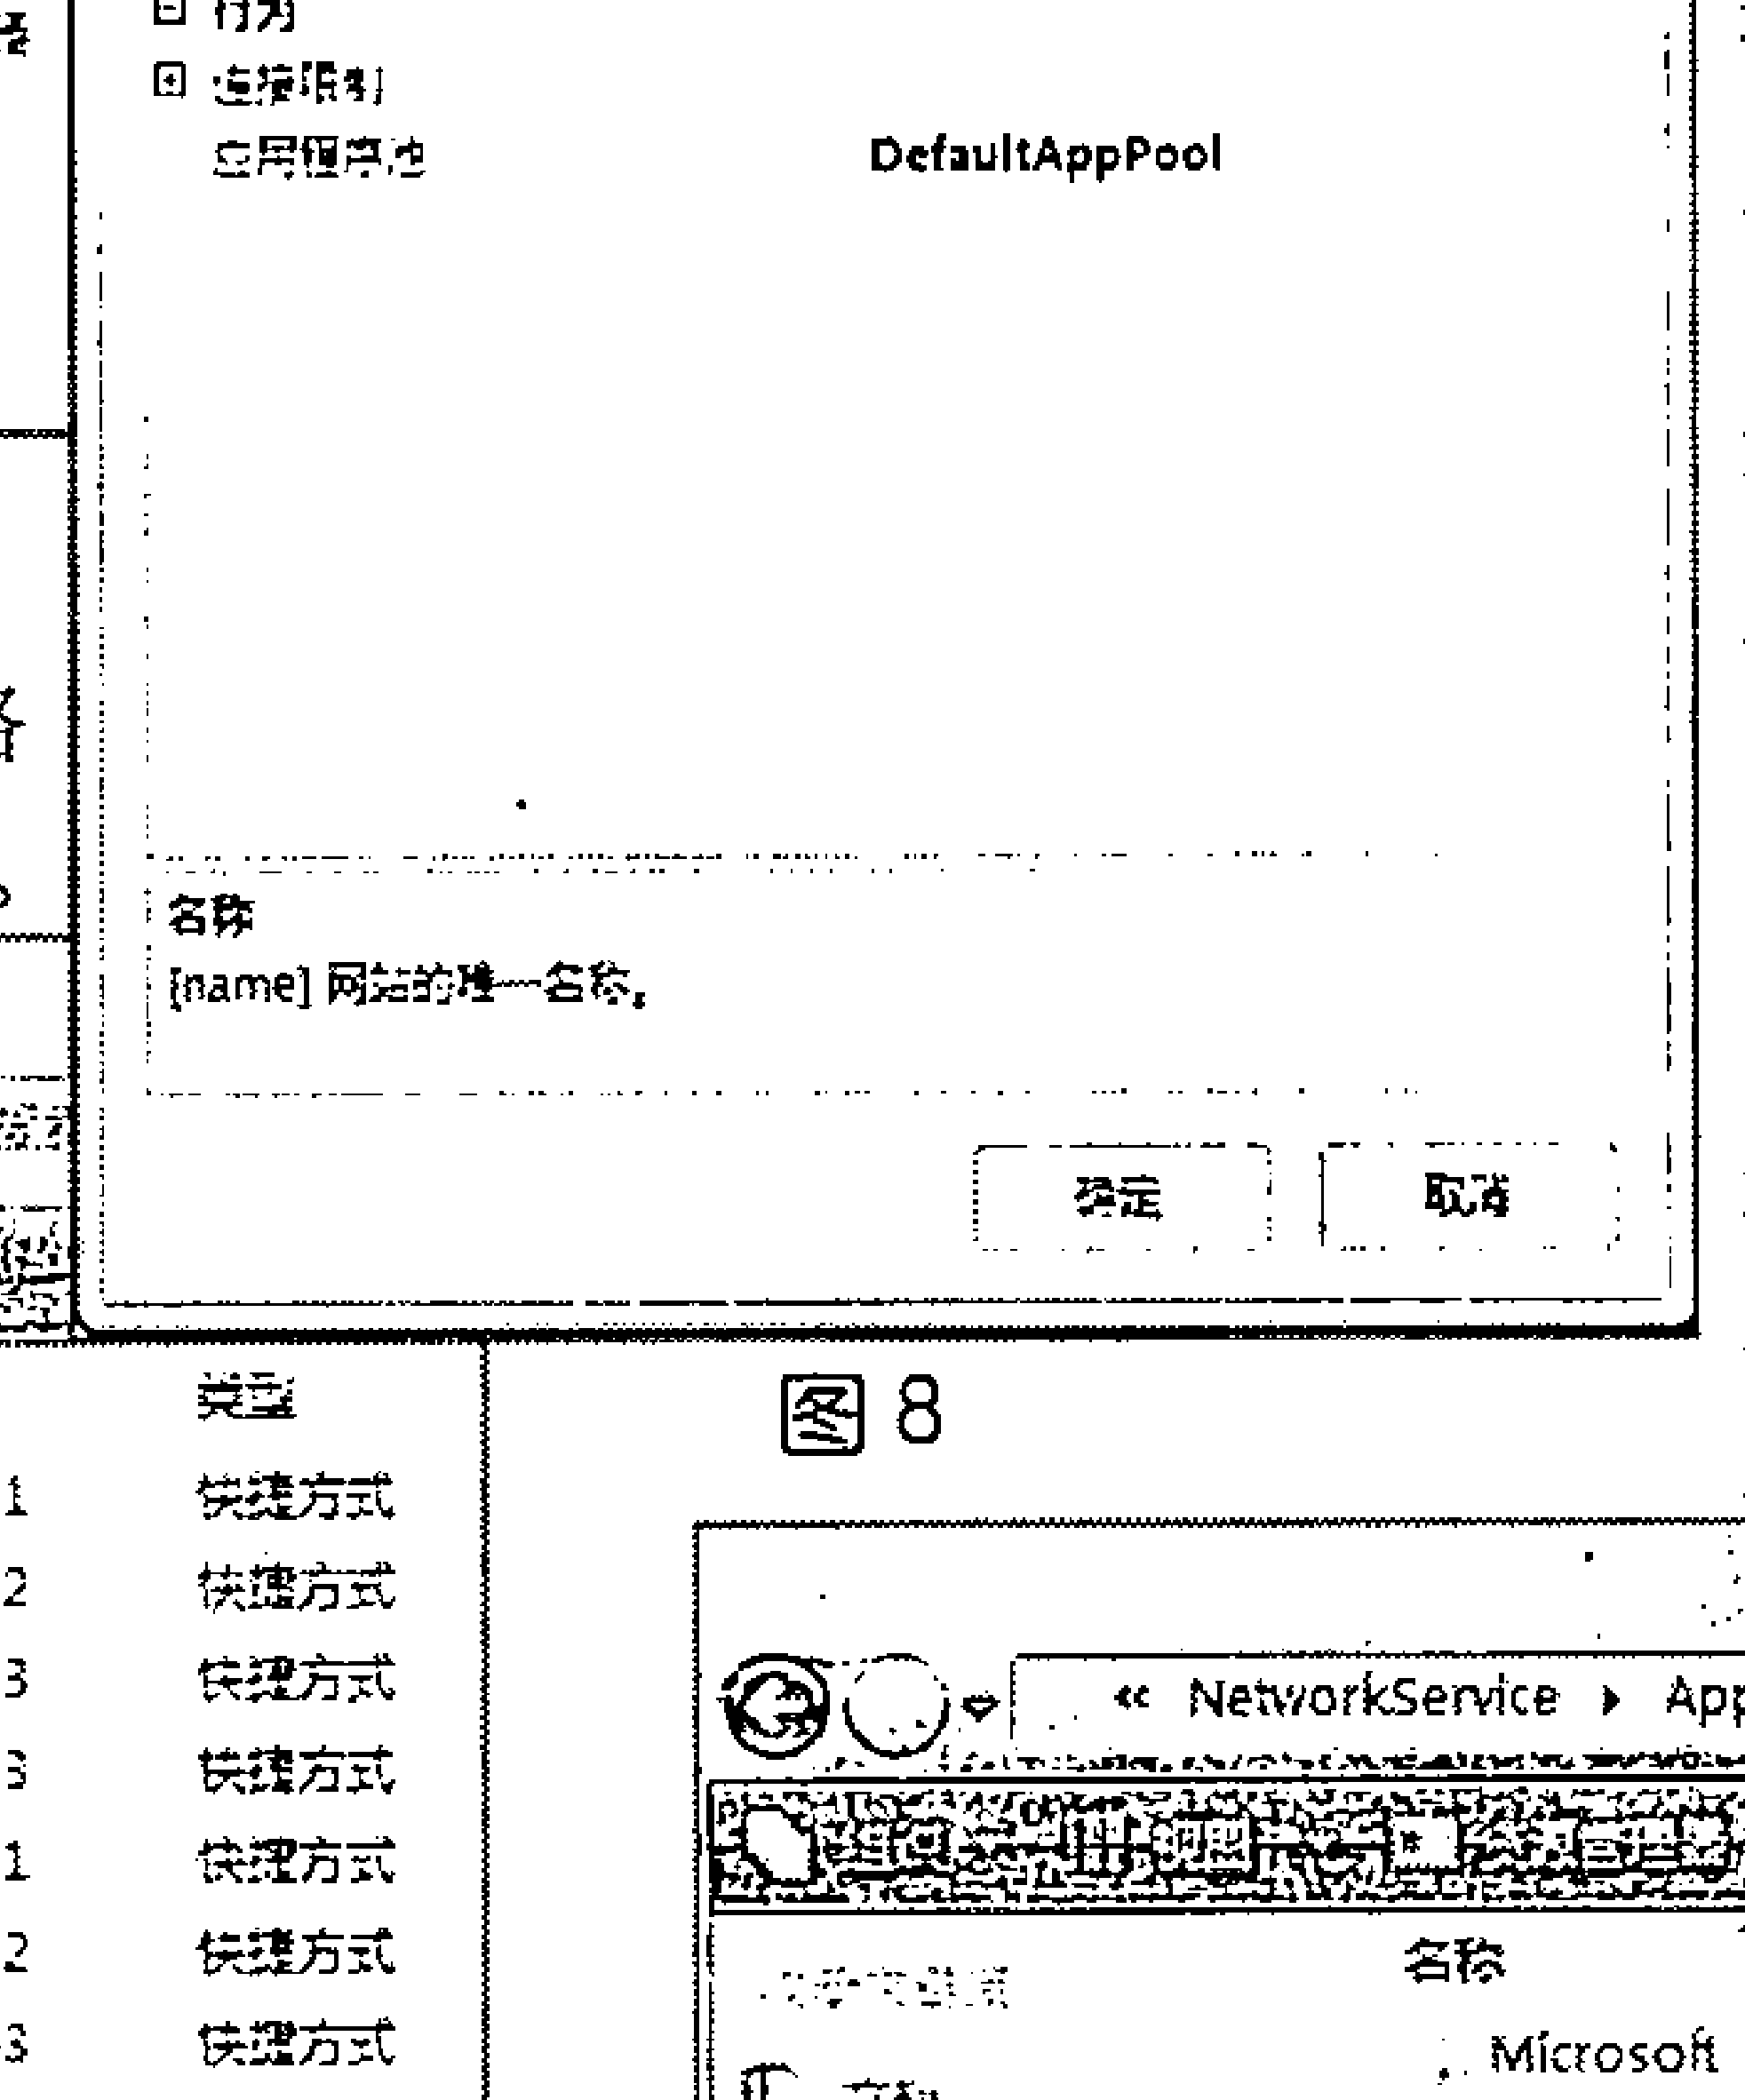 行为
连接限制
应用程序池 DefaultAppPool
名称
[name] 网站的唯一名称。
确定 取消
图 8
类型
1 快捷方式
2 快捷方式
3 快捷方式
3 快捷方式
1 快捷方式
2 快捷方式
3 快捷方式
« NetworkService ▸ App
名称
Microsoft